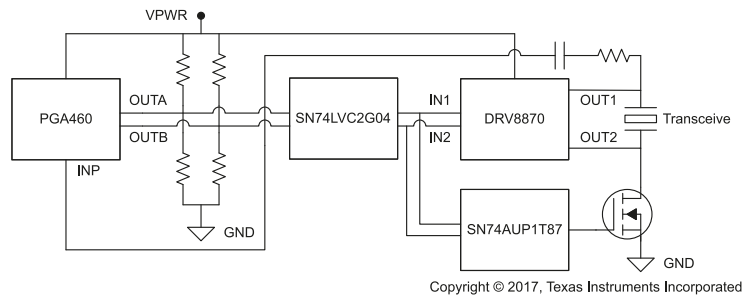 VPWR
OUTA
PGA460
SN74LVC2G04
IN1
DRV8870
OUT1
Transceive
OUTB
IN2
OUT2
INP
GND
SN74AUP1T87
GND
Copyright © 2017, Texas Instruments Incorporated